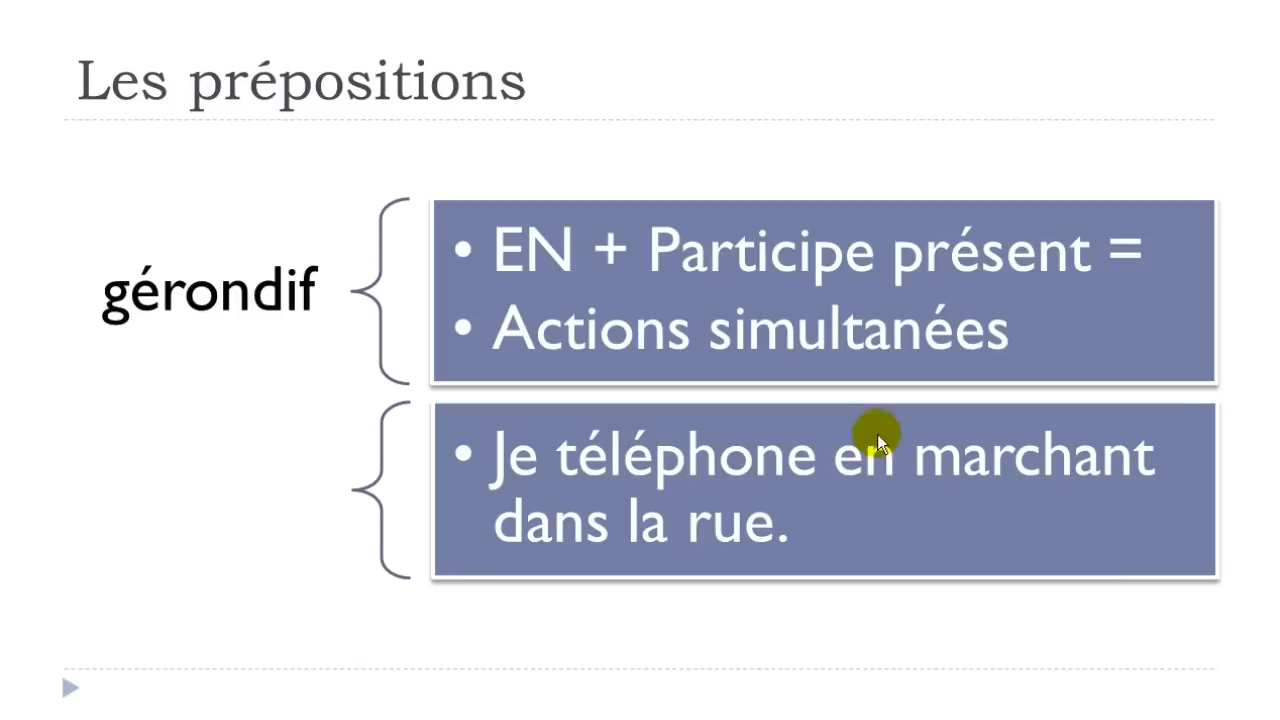 Les prépositions
gérondif
• EN + Participe présent =
• Actions simultanées
• Je téléphone en marchant
dans la rue.